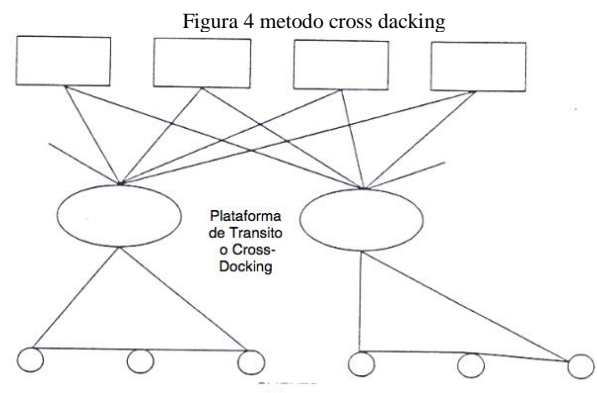 Figura 4 metodo cross dacking
Plataforma
de Transito
o Cross-
Docking